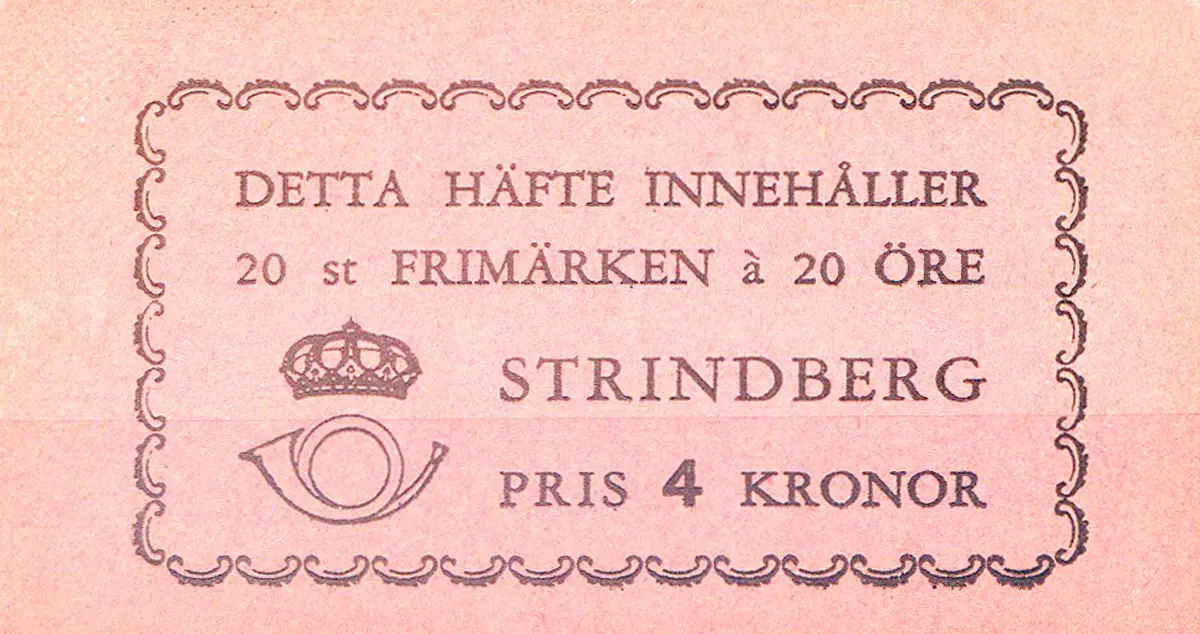 DETTA HÄFTE INNEHÅLLER
20 st FRIMÄRKEN à 20 ÖRE
STRINDBERG
PRIS 4 KRONOR